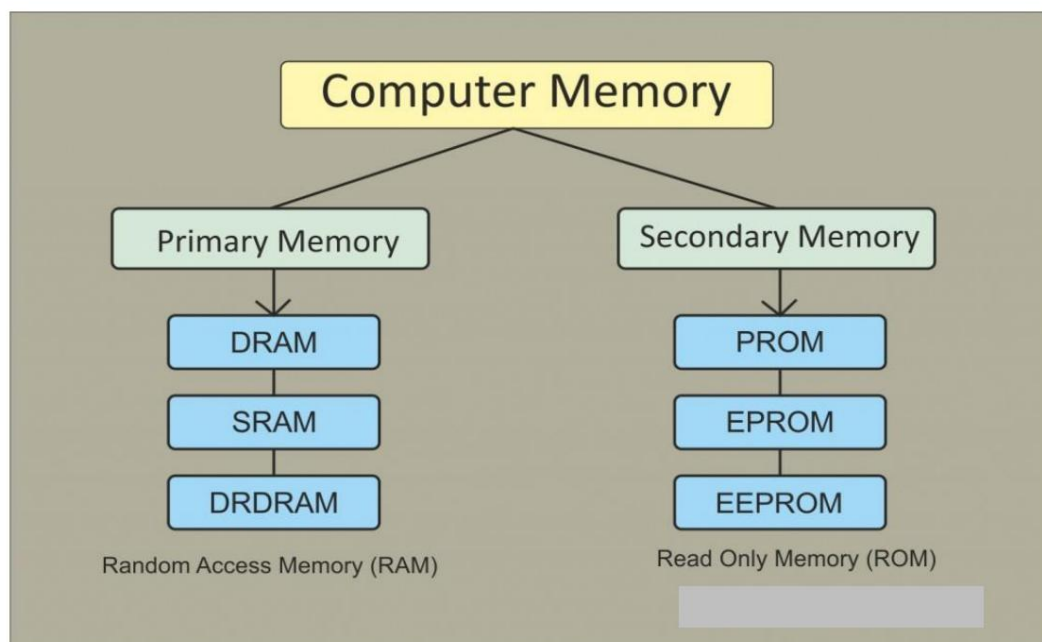 Computer Memory
Primary Memory
Secondary Memory
DRAM
PROM
SRAM
EPROM
DRDRAM
EEPROM
Random Access Memory (RAM)
Read Only Memory (ROM)